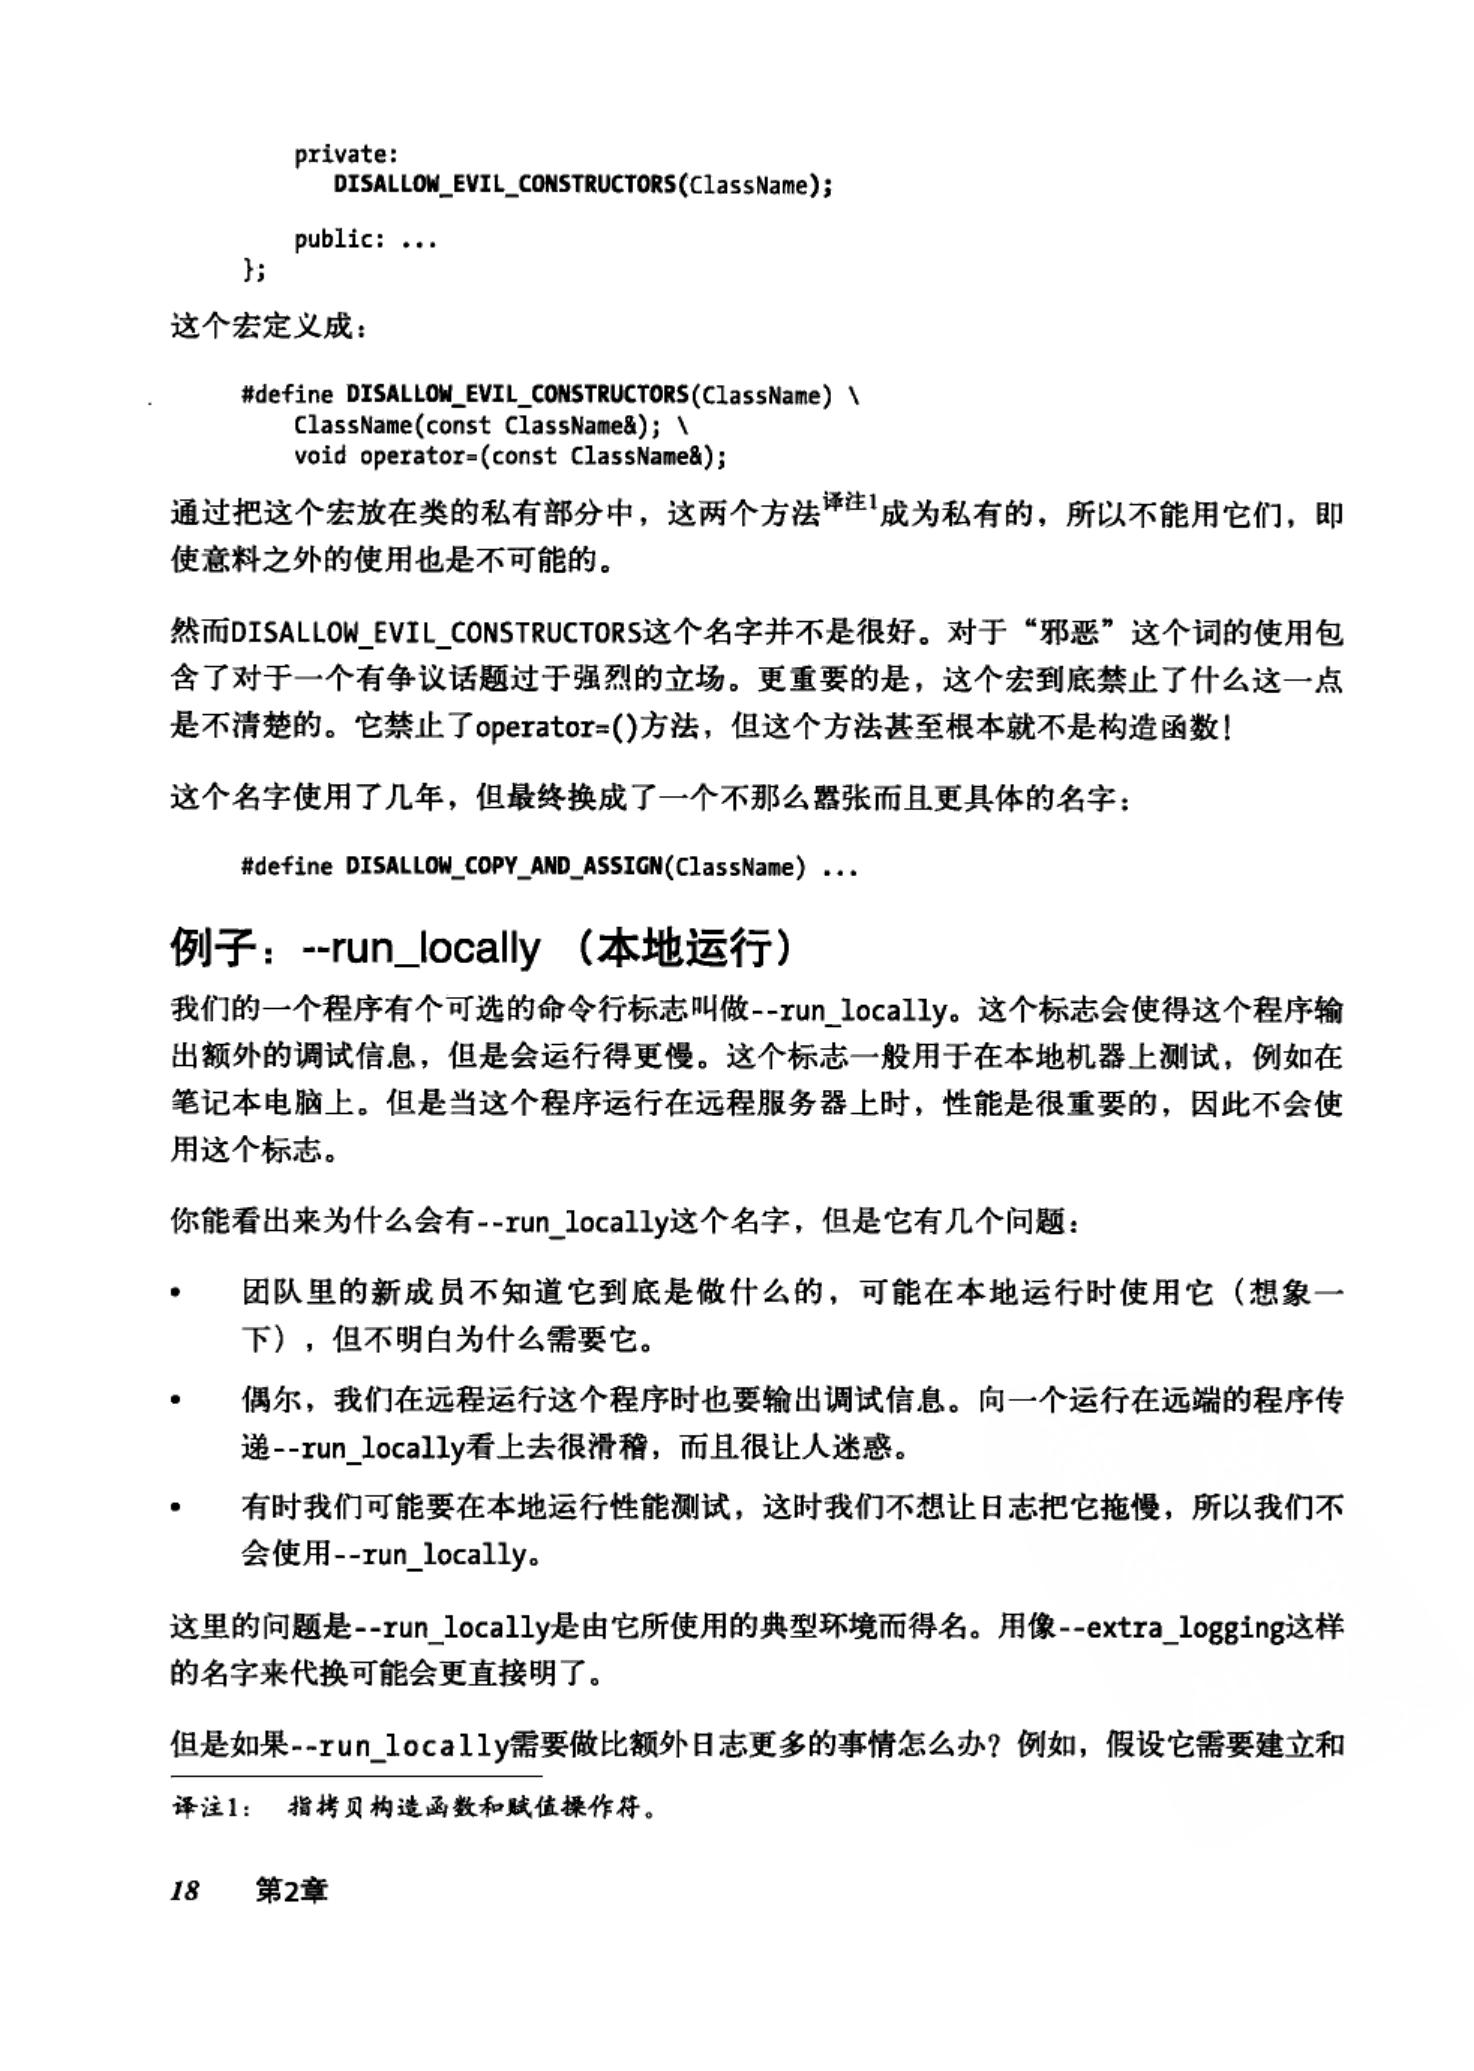 private:
DISALLOW_EVIL_CONSTRUCTORS(ClassName);
public: ...
};
这个宏定义成：
#define DISALLOW_EVIL_CONSTRUCTORS(ClassName) \
ClassName(const ClassName&); \
void operator=(const ClassName&);
通过把这个宏放在类的私有部分中，这两个方法译注1成为私有的，所以不能用它们，即
使意料之外的使用也是不可能的。
然而DISALLOW_EVIL_CONSTRUCTORS这个名字并不是很好。对于“邪恶”这个词的使用包
含了对于一个有争议话题过于强烈的立场。更重要的是，这个宏到底禁止了什么这一点
是不清楚的。它禁止了operator=()方法，但这个方法甚至根本就不是构造函数！
这个名字使用了几年，但最终换成了一个不那么嚣张而且更具体的名字：
#define DISALLOW_COPY_AND_ASSIGN(ClassName) ...
例子：--run_locally （本地运行）
我们的一个程序有个可选的命令行标志叫做--run_locally。这个标志会使得这个程序输
出额外的调试信息，但是会运行得更慢。这个标志一般用于在本地机器上测试，例如在
笔记本电脑上。但是当这个程序运行在远程服务器上时，性能是很重要的，因此不会使
用这个标志。
你能看出来为什么会有--run_locally这个名字，但是它有几个问题：
• 团队里的新成员不知道它到底是做什么的，可能在本地运行时使用它（想象一
下），但不明白为什么需要它。
• 偶尔，我们在远程运行这个程序时也要输出调试信息。向一个运行在远端的程序传
递--run_locally看上去很滑稽，而且很让人迷惑。
• 有时我们可能要在本地运行性能测试，这时我们不想让日志把它拖慢，所以我们不
会使用--run_locally。
这里的问题是--run_locally是由它所使用的典型环境而得名。用像--extra_logging这样
的名字来代换可能会更直接明了。
但是如果--run_locally需要做比额外日志更多的事情怎么办？例如，假设它需要建立和
译注1： 指拷贝构造函数和赋值操作符。
18 第2章